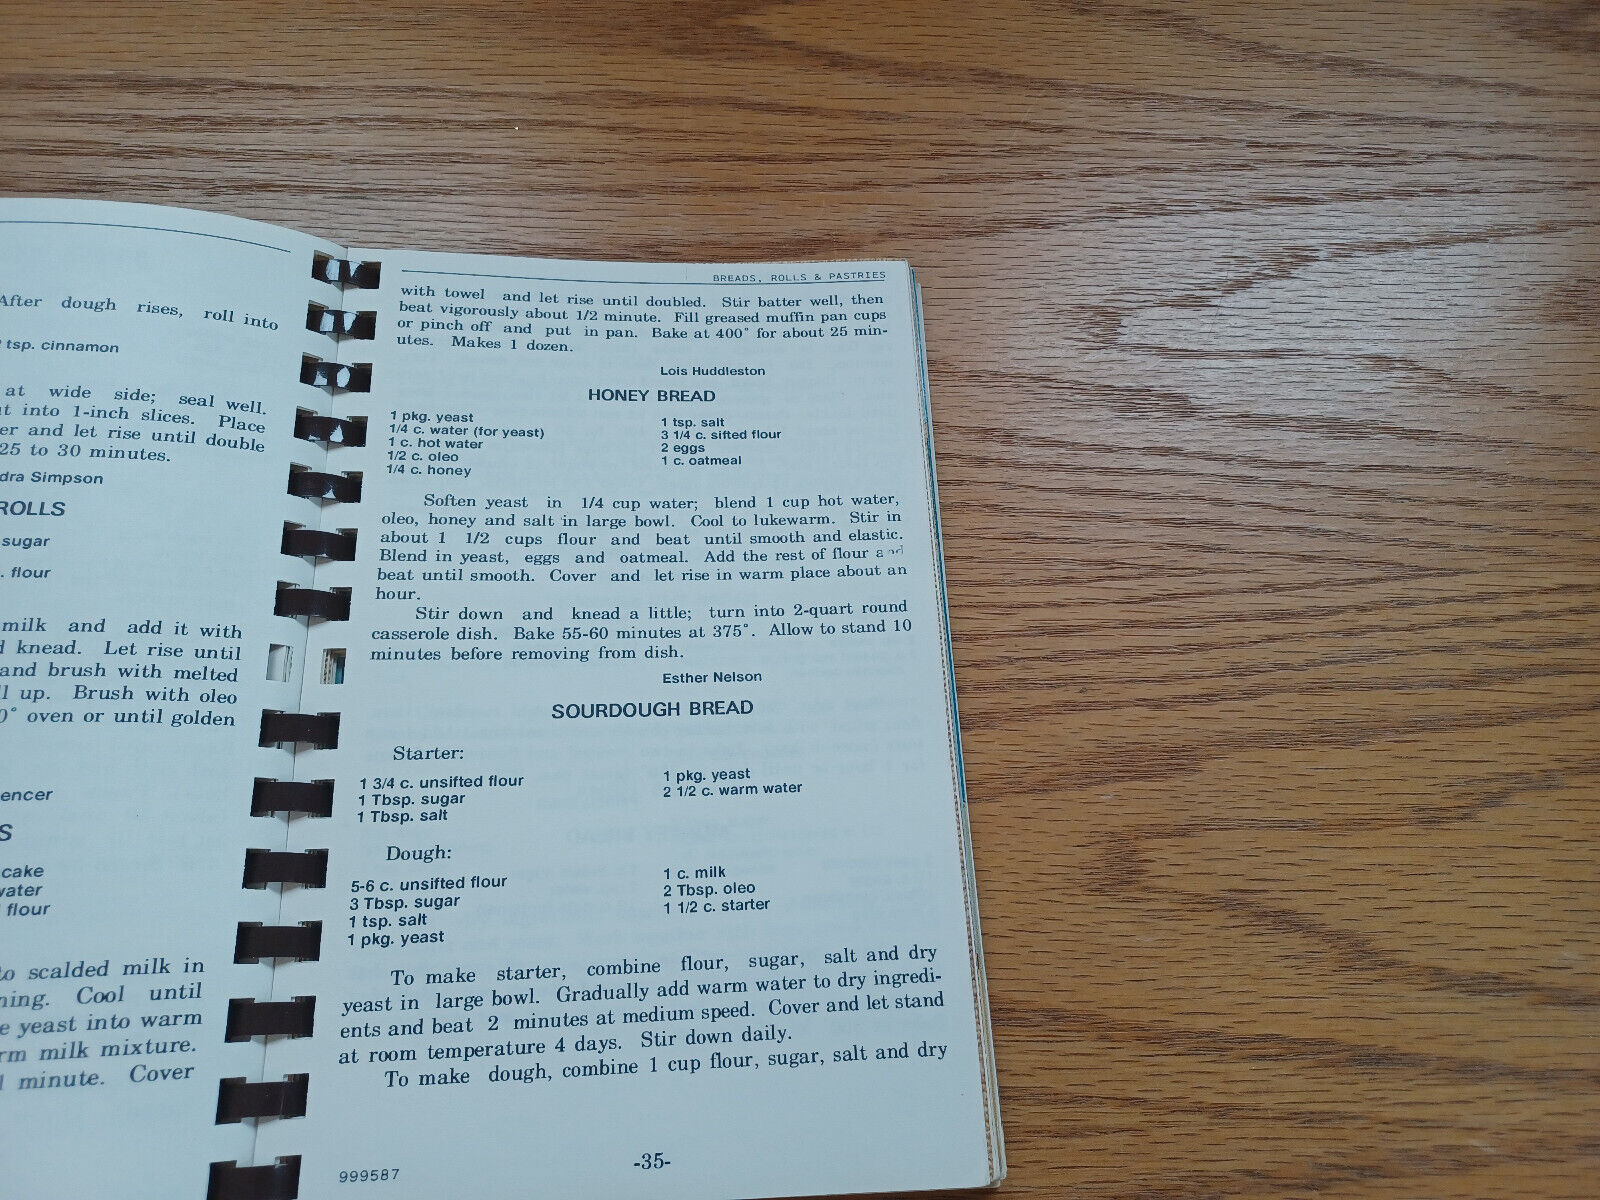 After dough rises, roll into
tsp. cinnamon
at wide side; seal well.
into 1-inch slices. Place
and let rise until double
25 to 30 minutes.
Simpson
ROLLS
sugar
flour
milk and add it with
knead. Let rise until
and brush with melted
up. Brush with oleo
oven or until golden
cake
flour
scalded milk in
Cool until
yeast into warm
milk mixture.
minute. Cover
BREADS, ROLLS & PASTRIES
with towel and let rise until doubled. Stir batter well, then
beat vigorously about 1/2 minute. Fill greased muffin pan cups
or pinch off and put in pan. Bake at 400° for about 25 min-
utes. Makes 1 dozen.
Lois Huddleston
HONEY BREAD
1 pkg. yeast
1/4 c. water (for yeast)
1 c. hot water
1/2 c. oleo
1/4 c. honey
1 tsp. salt
3 1/4 c. sifted flour
2 eggs
1 c. oatmeal
Soften yeast in 1/4 cup water; blend 1 cup hot water,
oleo, honey and salt in large bowl. Cool to lukewarm. Stir in
about 1 1/2 cups flour and beat until smooth and elastic.
Blend in yeast, eggs and oatmeal. Add the rest of flour and
beat until smooth. Cover and let rise in warm place about an
hour.
Stir down and knead a little; turn into 2-quart round
casserole dish. Bake 55-60 minutes at 375°. Allow to stand 10
minutes before removing from dish.
Esther Nelson
SOURDOUGH BREAD
Starter:
1 3/4 c. unsifted flour
1 Tbsp. sugar
1 Tbsp. salt
1 pkg. yeast
2 1/2 c. warm water
Dough:
5-6 c. unsifted flour
3 Tbsp. sugar
1 tsp. salt
1 pkg. yeast
1 c. milk
2 Tbsp. oleo
1 1/2 c. starter
To make starter, combine flour, sugar, salt and dry
yeast in large bowl. Gradually add warm water to dry ingredi-
ents and beat 2 minutes at medium speed. Cover and let stand
at room temperature 4 days. Stir down daily.
To make dough, combine 1 cup flour, sugar, salt and dry
999587
-35-